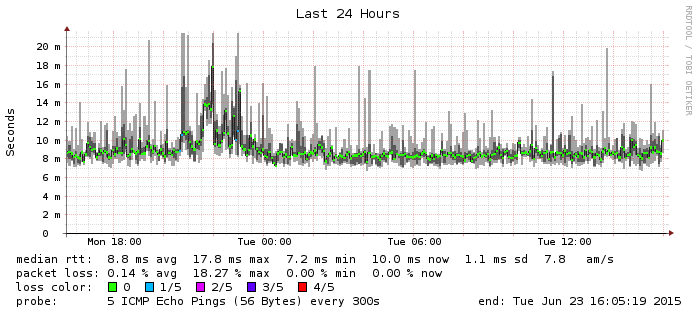 Last 24 Hours
RRDTOOL / TOBI OETIKER
Seconds
20 m
18 m
16 m
14 m
12 m
10 m
8 m
6 m
4 m
2 m
0
Mon 18:00 Tue 00:00 Tue 06:00 Tue 12:00
median rtt: 8.8 ms avg 17.8 ms max 7.2 ms min 10.0 ms now 1.1 ms sd 7.8 am/s
packet loss: 0.14 % avg 18.27 % max 0.00 % min 0.00 % now
loss color: 0 1/5 2/5 3/5 4/5
probe: 5 ICMP Echo Pings (56 Bytes) every 300s end: Tue Jun 23 16:05:19 2015